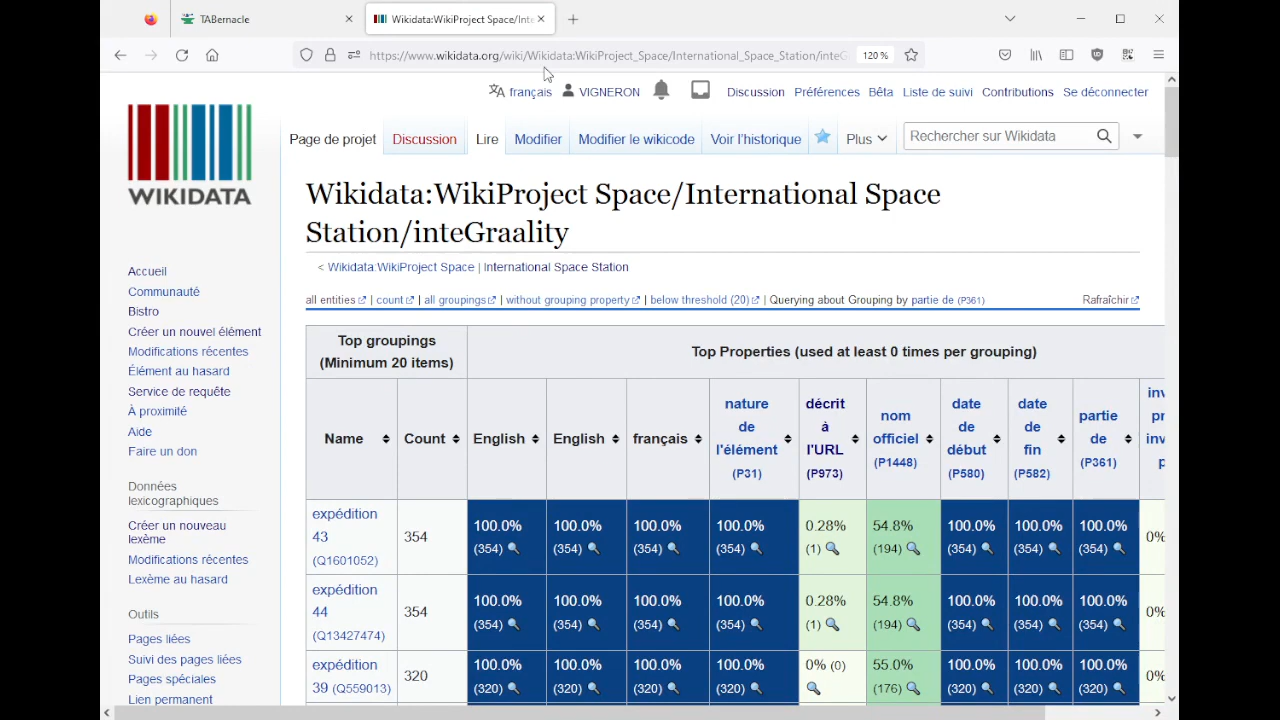 TABernacle
Wikidata:WikiProject Space/Inte
https://www.wikidata.org/wiki/Wikidata:WikiProject_Space/International_Space_Station/inteG
120 %
français
VIGNERON
Discussion
Préférences
Bêta
Liste de suivi
Contributions
Se déconnecter
Page de projet
Discussion
Lire
Modifier
Modifier le wikicode
Voir l'historique
Plus
Rechercher sur Wikidata
WIKIDATA
Wikidata:WikiProject Space/International Space
Station/inteGraality
< Wikidata:WikiProject Space | International Space Station
all entities | count | all groupings | without grouping property | below threshold (20) | Querying about Grouping by partie de (P361)
Rafraîchir
Accueil
Communauté
Bistro
Créer un nouvel élément
Modifications récentes
Élément au hasard
Service de requête
À proximité
Aide
Faire un don
Données
lexicographiques
Créer un nouveau
lexème
Modifications récentes
Lexème au hasard
Outils
Pages liées
Suivi des pages liées
Pages spéciales
Lien permanent
Top groupings
(Minimum 20 items)
Top Properties (used at least 0 times per grouping)
Name
Count
English
English
français
nature
de
l'élément
(P31)
décrit
à
l'URL
(P973)
nom
officiel
(P1448)
date
de
début
(P580)
date
de
fin
(P582)
partie
de
(P361)
inv
pr
inv
p
expédition
43
(Q1601052)
354
100.0%
(354)
100.0%
(354)
100.0%
(354)
100.0%
(354)
0.28%
(1)
54.8%
(194)
100.0%
(354)
100.0%
(354)
100.0%
(354)
0%
expédition
44
(Q13427474)
354
100.0%
(354)
100.0%
(354)
100.0%
(354)
100.0%
(354)
0.28%
(1)
54.8%
(194)
100.0%
(354)
100.0%
(354)
100.0%
(354)
0%
expédition
39 (Q559013)
320
100.0%
(320)
100.0%
(320)
100.0%
(320)
100.0%
(320)
0% (0)
55.0%
(176)
100.0%
(320)
100.0%
(320)
100.0%
(320)
0%